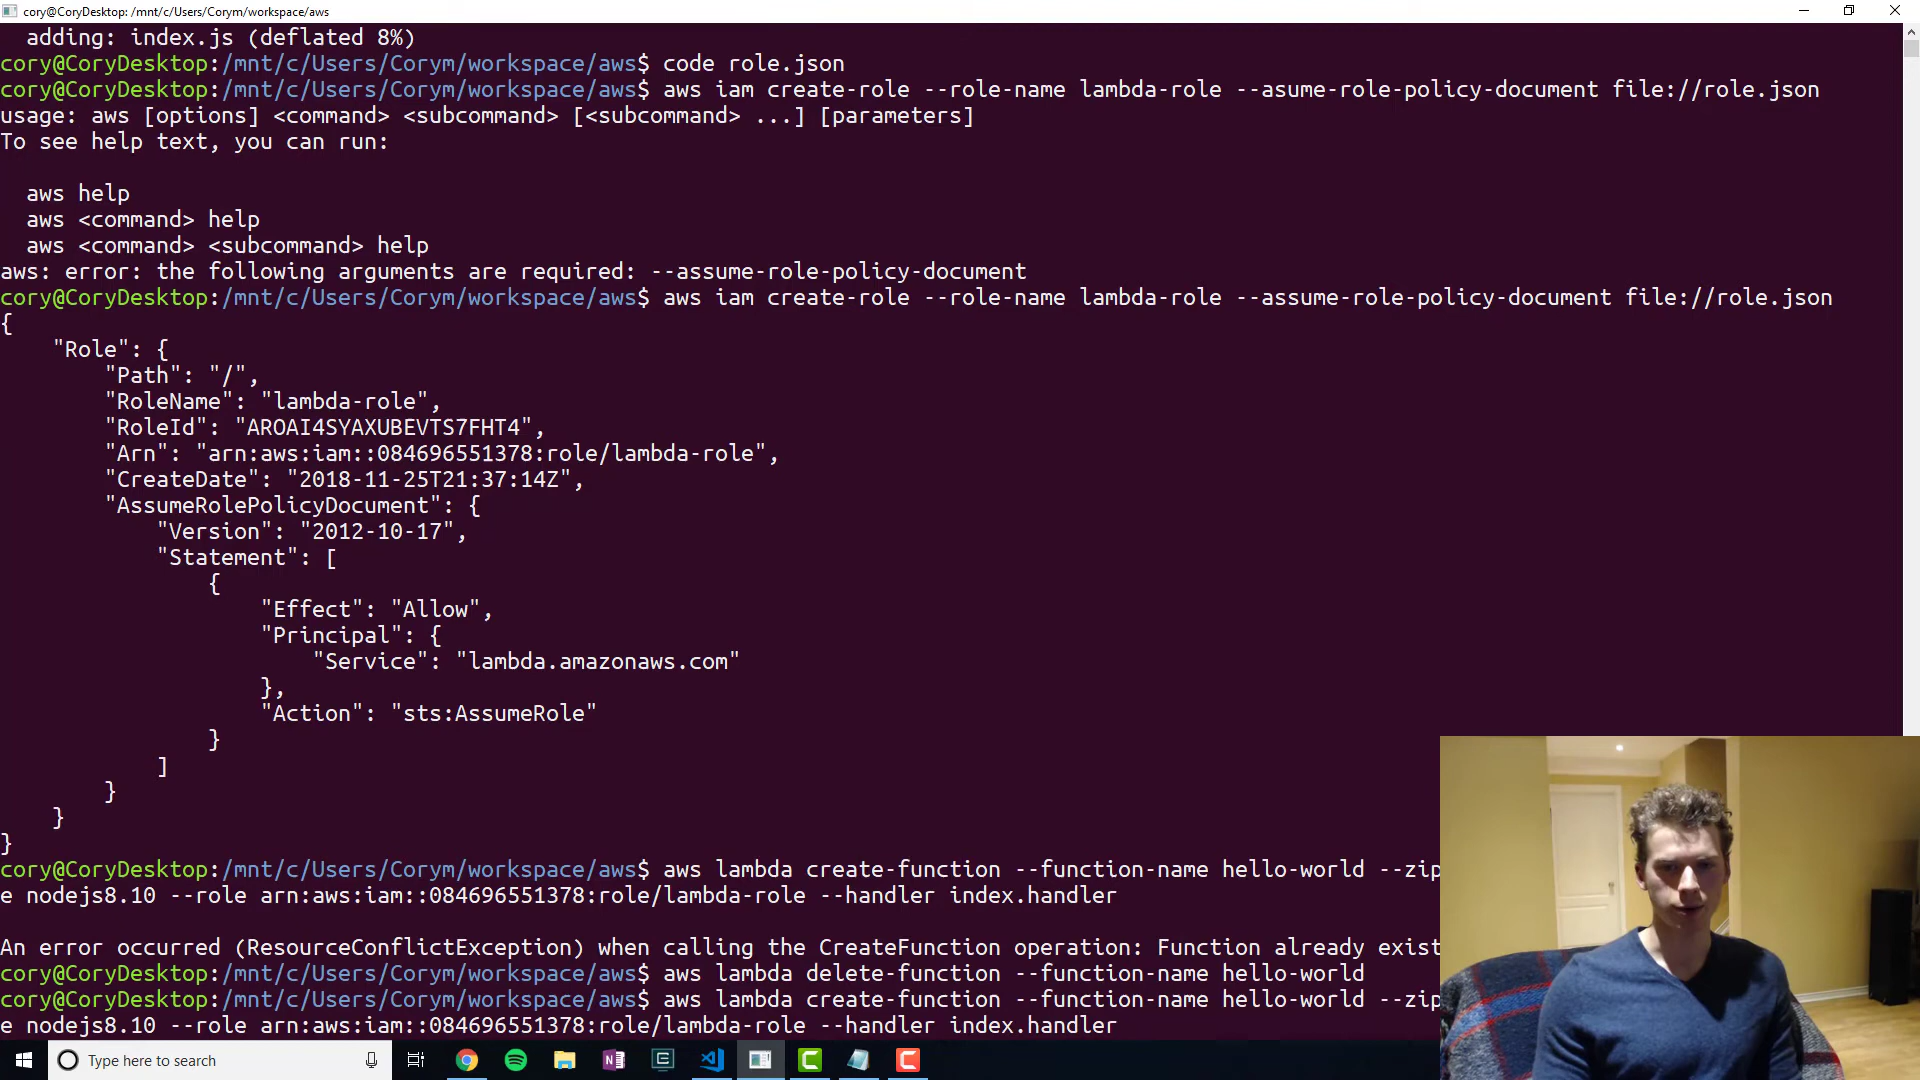 cory@CoryDesktop: /mnt/c/Users/Corym/workspace/aws
adding: index.js (deflated 8%)
cory@CoryDesktop:/mnt/c/Users/Corym/workspace/aws$ code role.json
cory@CoryDesktop:/mnt/c/Users/Corym/workspace/aws$ aws iam create-role --role-name lambda-role --asume-role-policy-document file://role.json
usage: aws [options] <command> <subcommand> [<subcommand> ...] [parameters]
To see help text, you can run:
aws help
aws <command> help
aws <command> <subcommand> help
aws: error: the following arguments are required: --assume-role-policy-document
cory@CoryDesktop:/mnt/c/Users/Corym/workspace/aws$ aws iam create-role --role-name lambda-role --assume-role-policy-document file://role.json
{
"Role": {
"Path": "/",
"RoleName": "lambda-role",
"RoleId": "AROAI4SYAXUBEVTS7FHT4",
"Arn": "arn:aws:iam::084696551378:role/lambda-role",
"CreateDate": "2018-11-25T21:37:14Z",
"AssumeRolePolicyDocument": {
"Version": "2012-10-17",
"Statement": [
{
"Effect": "Allow",
"Principal": {
"Service": "lambda.amazonaws.com"
},
"Action": "sts:AssumeRole"
}
]
}
}
}
cory@CoryDesktop:/mnt/c/Users/Corym/workspace/aws$ aws lambda create-function --function-name hello-world --zip
e nodejs8.10 --role arn:aws:iam::084696551378:role/lambda-role --handler index.handler
An error occurred (ResourceConflictException) when calling the CreateFunction operation: Function already exist
cory@CoryDesktop:/mnt/c/Users/Corym/workspace/aws$ aws lambda delete-function --function-name hello-world
cory@CoryDesktop:/mnt/c/Users/Corym/workspace/aws$ aws lambda create-function --function-name hello-world --zip
e nodejs8.10 --role arn:aws:iam::084696551378:role/lambda-role --handler index.handler
Type here to search